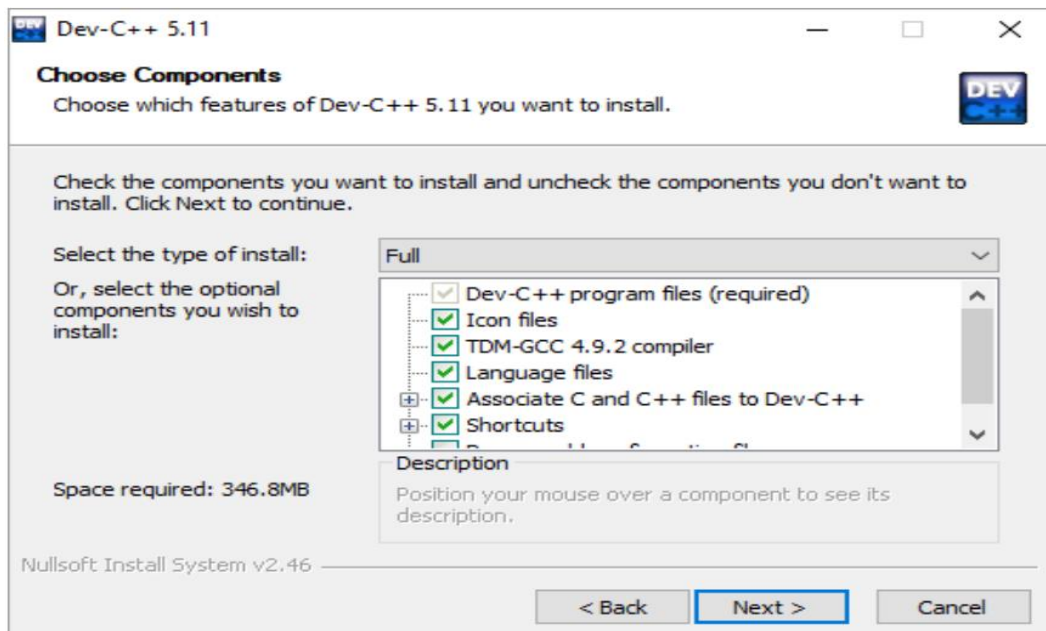 Dev-C++ 5.11
Choose Components
Choose which features of Dev-C++ 5.11 you want to install.
DEV
C++
Check the components you want to install and uncheck the components you don't want to
install. Click Next to continue.
Select the type of install:
Full
Or, select the optional
components you wish to
install:
Dev-C++ program files (required)
Icon files
TDM-GCC 4.9.2 compiler
Language files
Associate C and C++ files to Dev-C++
Shortcuts
Space required: 346.8MB
Description
Position your mouse over a component to see its
description.
Nullsoft Install System v2.46
< Back
Next >
Cancel